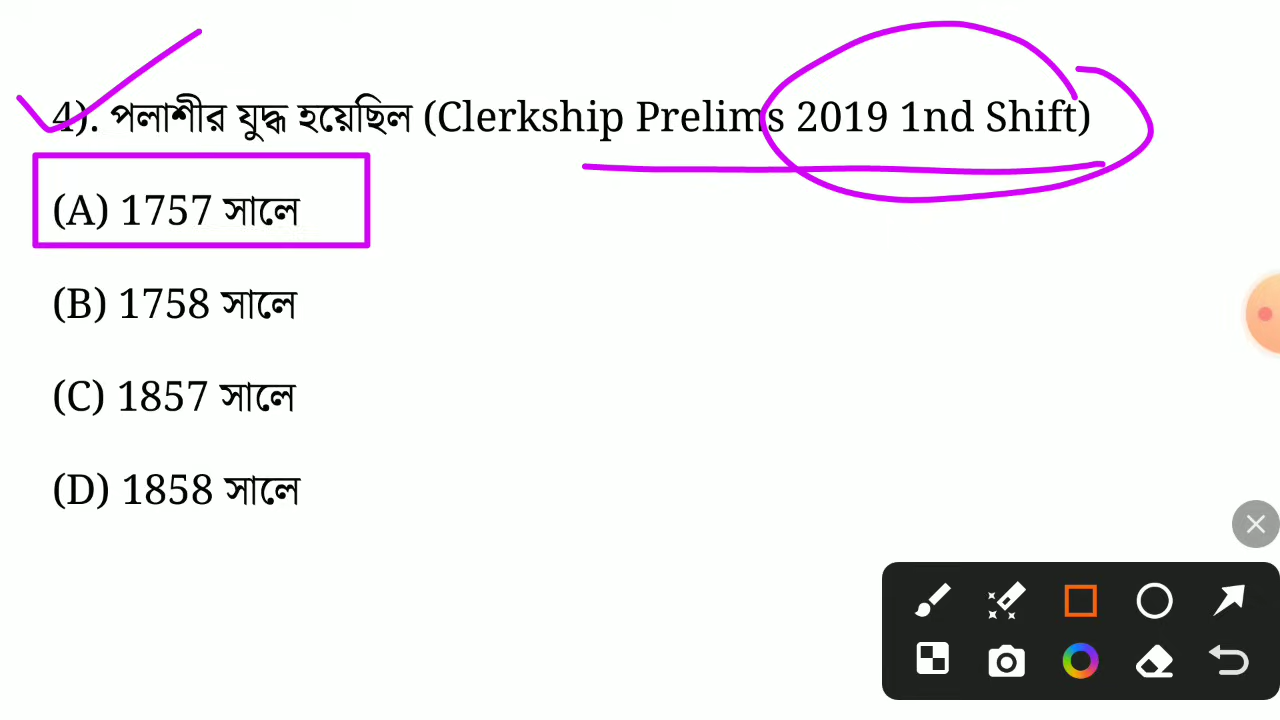 4). পলাশীর যুদ্ধ হয়েছিল (Clerkship Prelims 2019 1nd Shift)
(A) 1757 সালে
(B) 1758 সালে
(C) 1857 সালে
(D) 1858 সালে